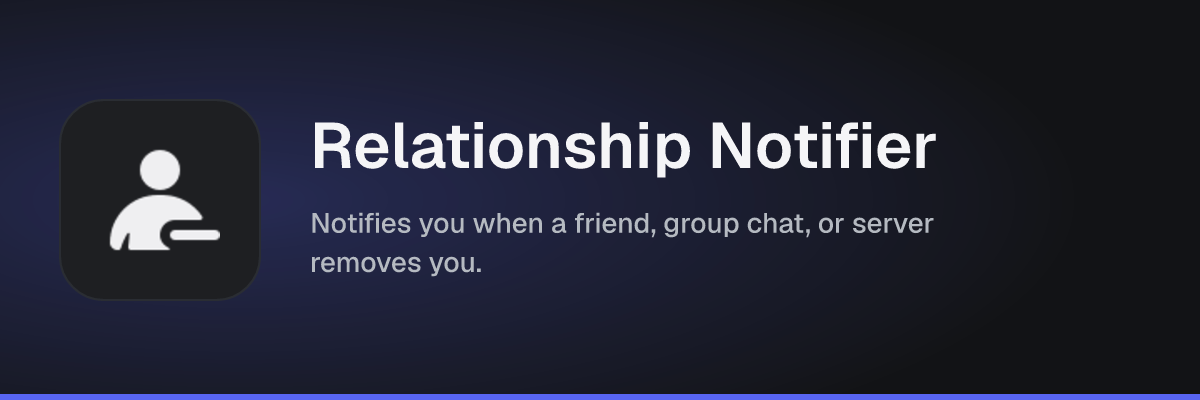 Relationship Notifier
Notifies you when a friend, group chat, or server
removes you.